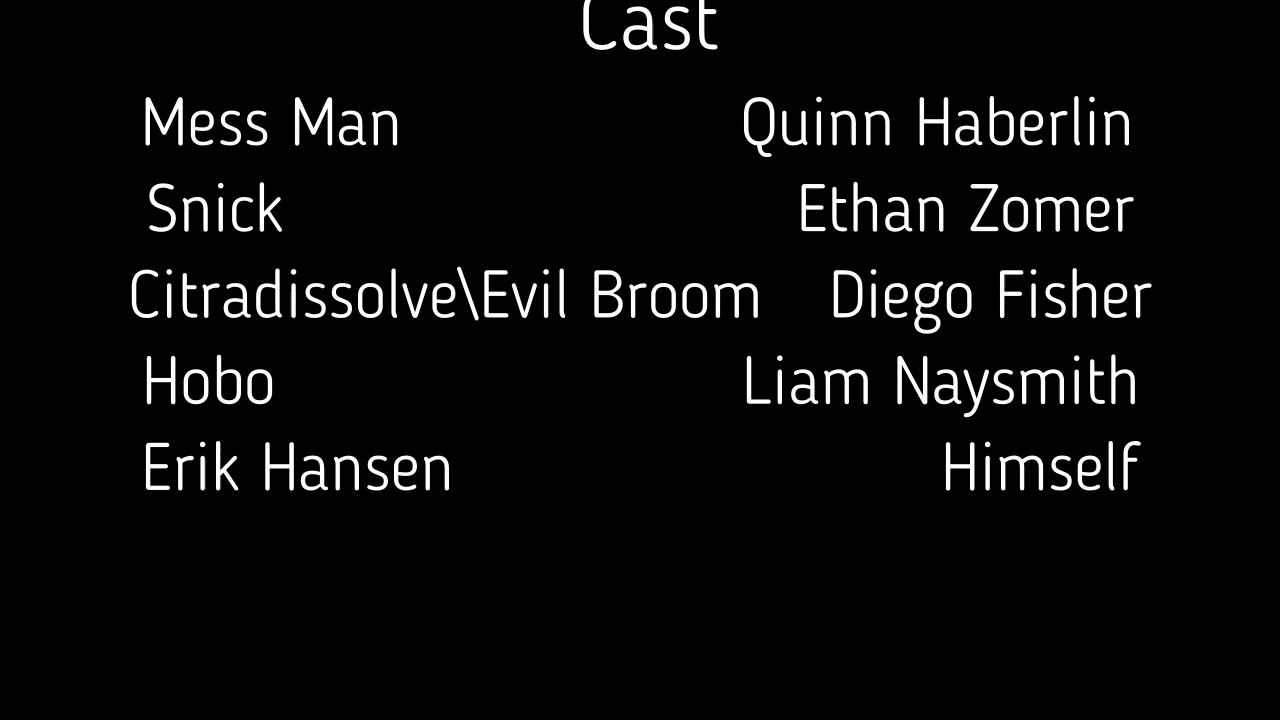 Cast
Mess Man Quinn Haberlin
Snick Ethan Zomer
Citradissolve\Evil Broom Diego Fisher
Hobo Liam Naysmith
Erik Hansen Himself